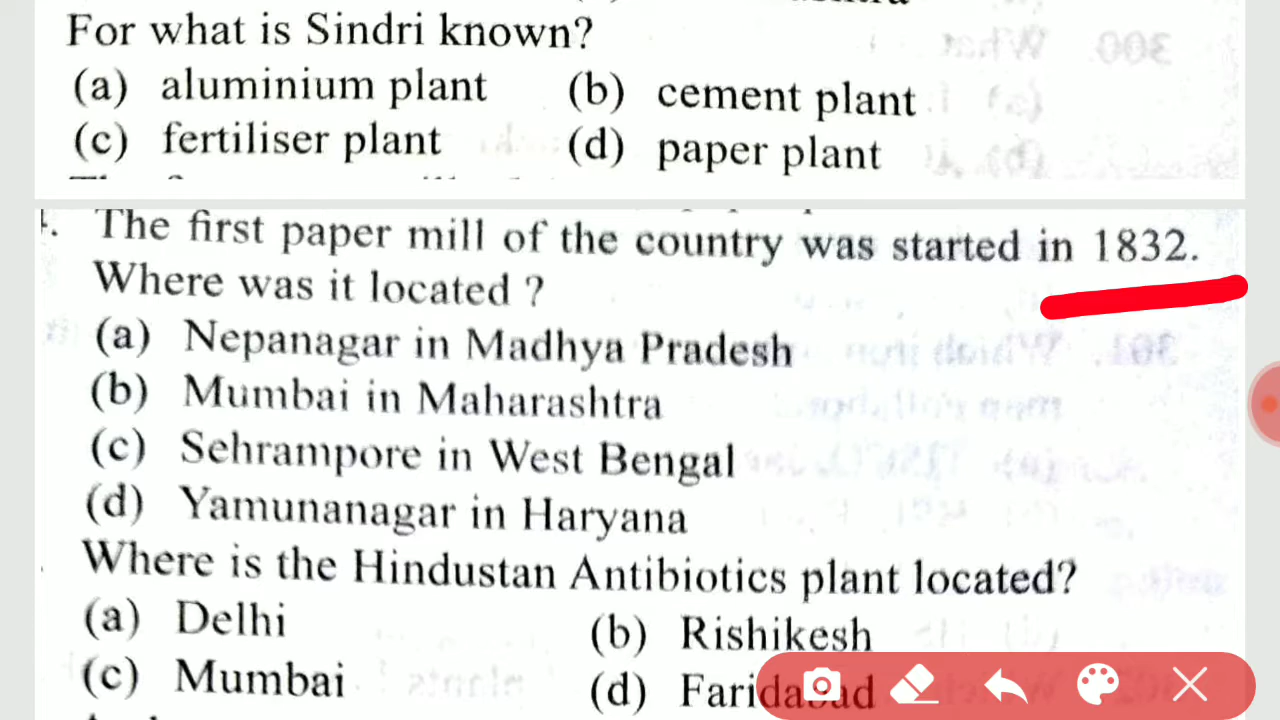 For what is Sindri known?
(a) aluminium plant (b) cement plant
(c) fertiliser plant (d) paper plant
4. The first paper mill of the country was started in 1832.
Where was it located ?
(a) Nepanagar in Madhya Pradesh
(b) Mumbai in Maharashtra
(c) Sehrampore in West Bengal
(d) Yamunanagar in Haryana
Where is the Hindustan Antibiotics plant located?
(a) Delhi (b) Rishikesh
(c) Mumbai (d) Faridabad